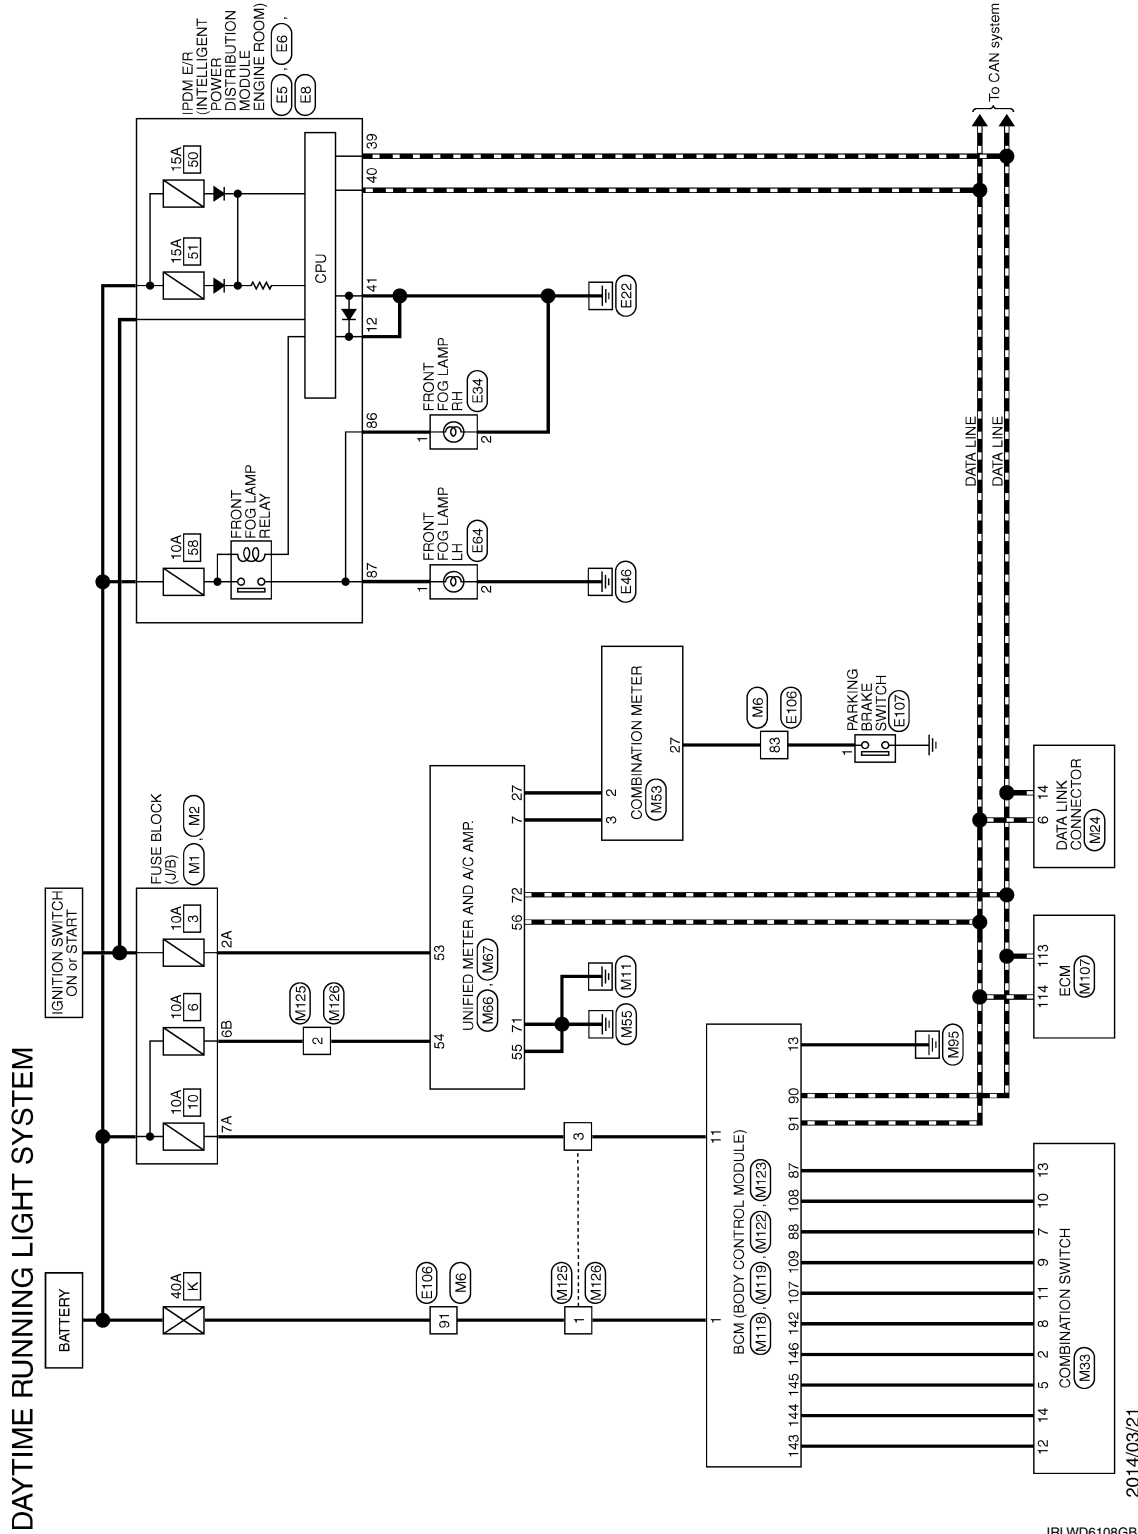 DAYTIME RUNNING LIGHT SYSTEM
BATTERY
IGNITION SWITCH
ON or START
40A
K
FUSE BLOCK
(J/B)
M1 , M2
10A
10
10A
6
10A
3
7A
6B
2A
10A
58
15A
51
15A
50
IPDM E/R
(INTELLIGENT
POWER
DISTRIBUTION
MODULE
ENGINE ROOM)
E5 , E6 ,
E8
FRONT
FOG LAMP
RELAY
CPU
87
86
12
41
40
39
E106
M6
91
M125
M126
1
3
M125
M126
2
54
53
UNIFIED METER AND A/C AMP.
M66 , M67
55
71
56
72
7
27
M55
M11
3
2
COMBINATION METER
M53
27
M6
E106
83
1
PARKING
BRAKE
SWITCH
E107
1
FRONT
FOG LAMP
LH
E64
2
E46
1
FRONT
FOG LAMP
RH
E34
2
E22
1
11
BCM (BODY CONTROL MODULE)
M118 , M119 , M122 , M123
143
144
145
146
142
107
109
88
108
87
91
90
13
M95
DATA LINE
DATA LINE
To CAN system
12
14
5
2
8
11
9
7
10
13
COMBINATION SWITCH
M33
114
113
ECM
M107
6
14
DATA LINK
CONNECTOR
M24
2014/03/21
JRLWD6108GB